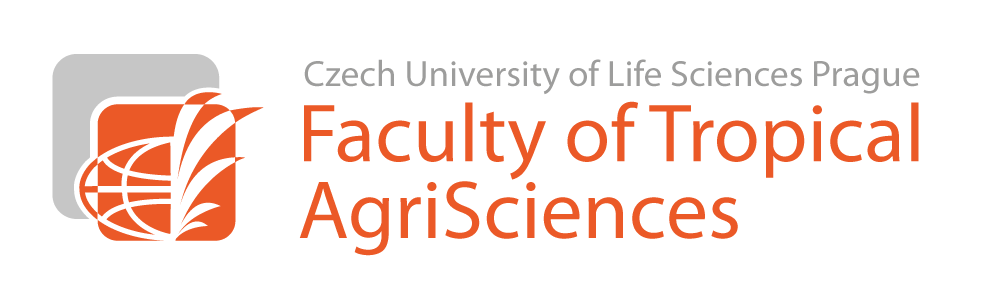 Czech University of Life Sciences Prague
Faculty of Tropical
AgriSciences